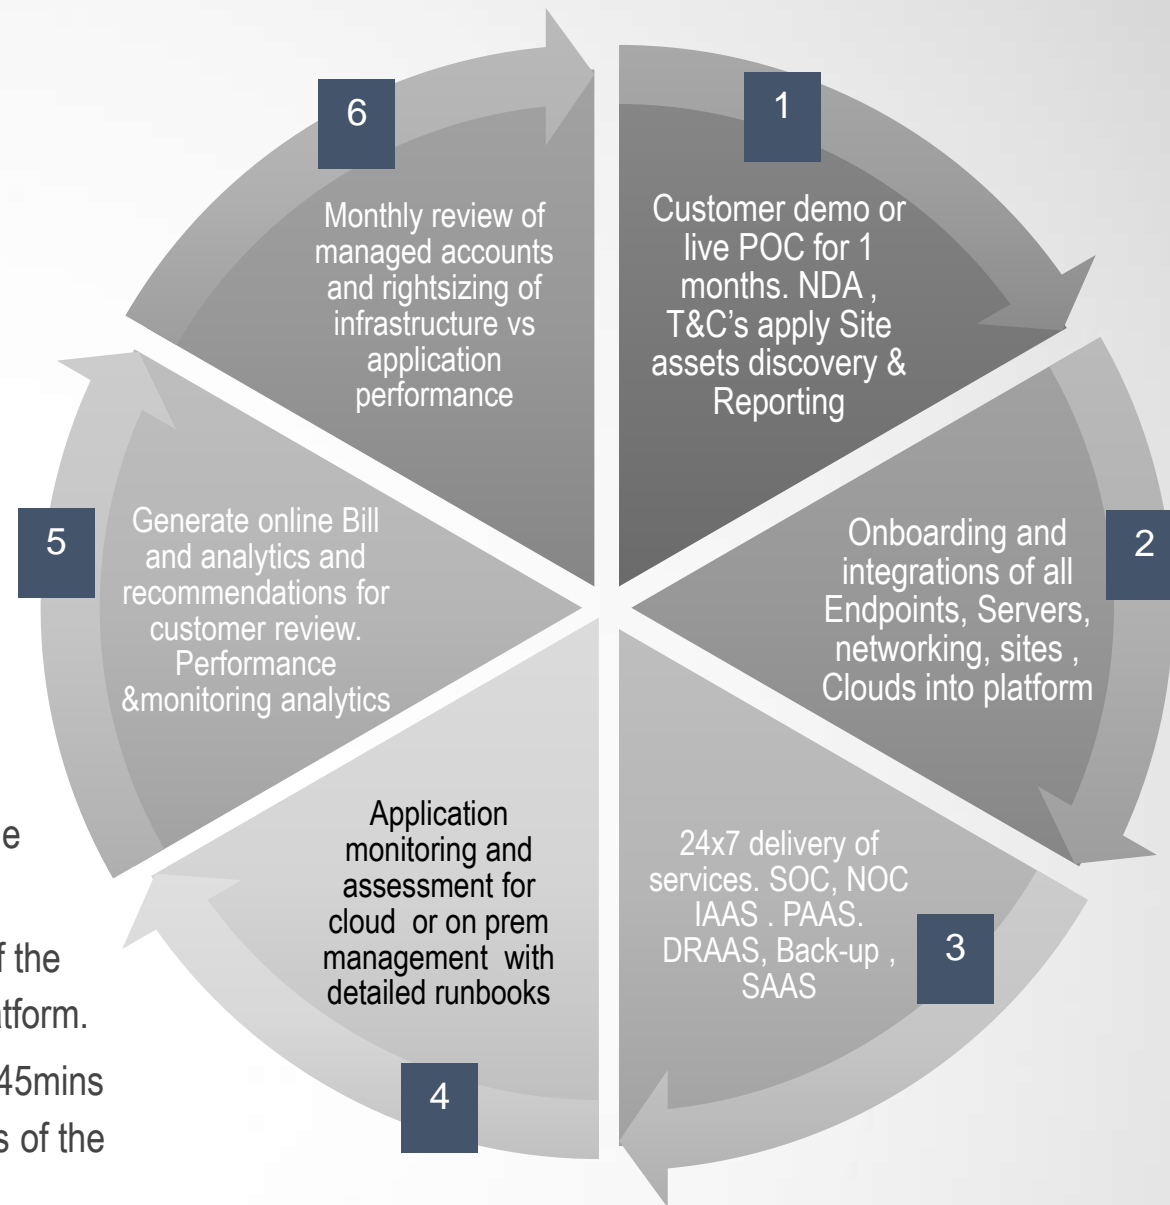 1
Customer demo or
live POC for 1
months. NDA ,
T&C’s apply Site
assets discovery &
Reporting
2
Onboarding and
integrations of all
Endpoints, Servers,
networking, sites ,
Clouds into platform
3
24x7 delivery of
services. SOC, NOC
IAAS . PAAS.
DRAAS, Back-up ,
SAAS
4
Application
monitoring and
assessment for
cloud  or on prem
management  with
detailed runbooks
5
Generate online Bill
and analytics and
recommendations for
customer review.
Performance
&monitoring analytics
6
Monthly review of
managed accounts
and rightsizing of
infrastructure vs
application
performance
the
45mins
of the